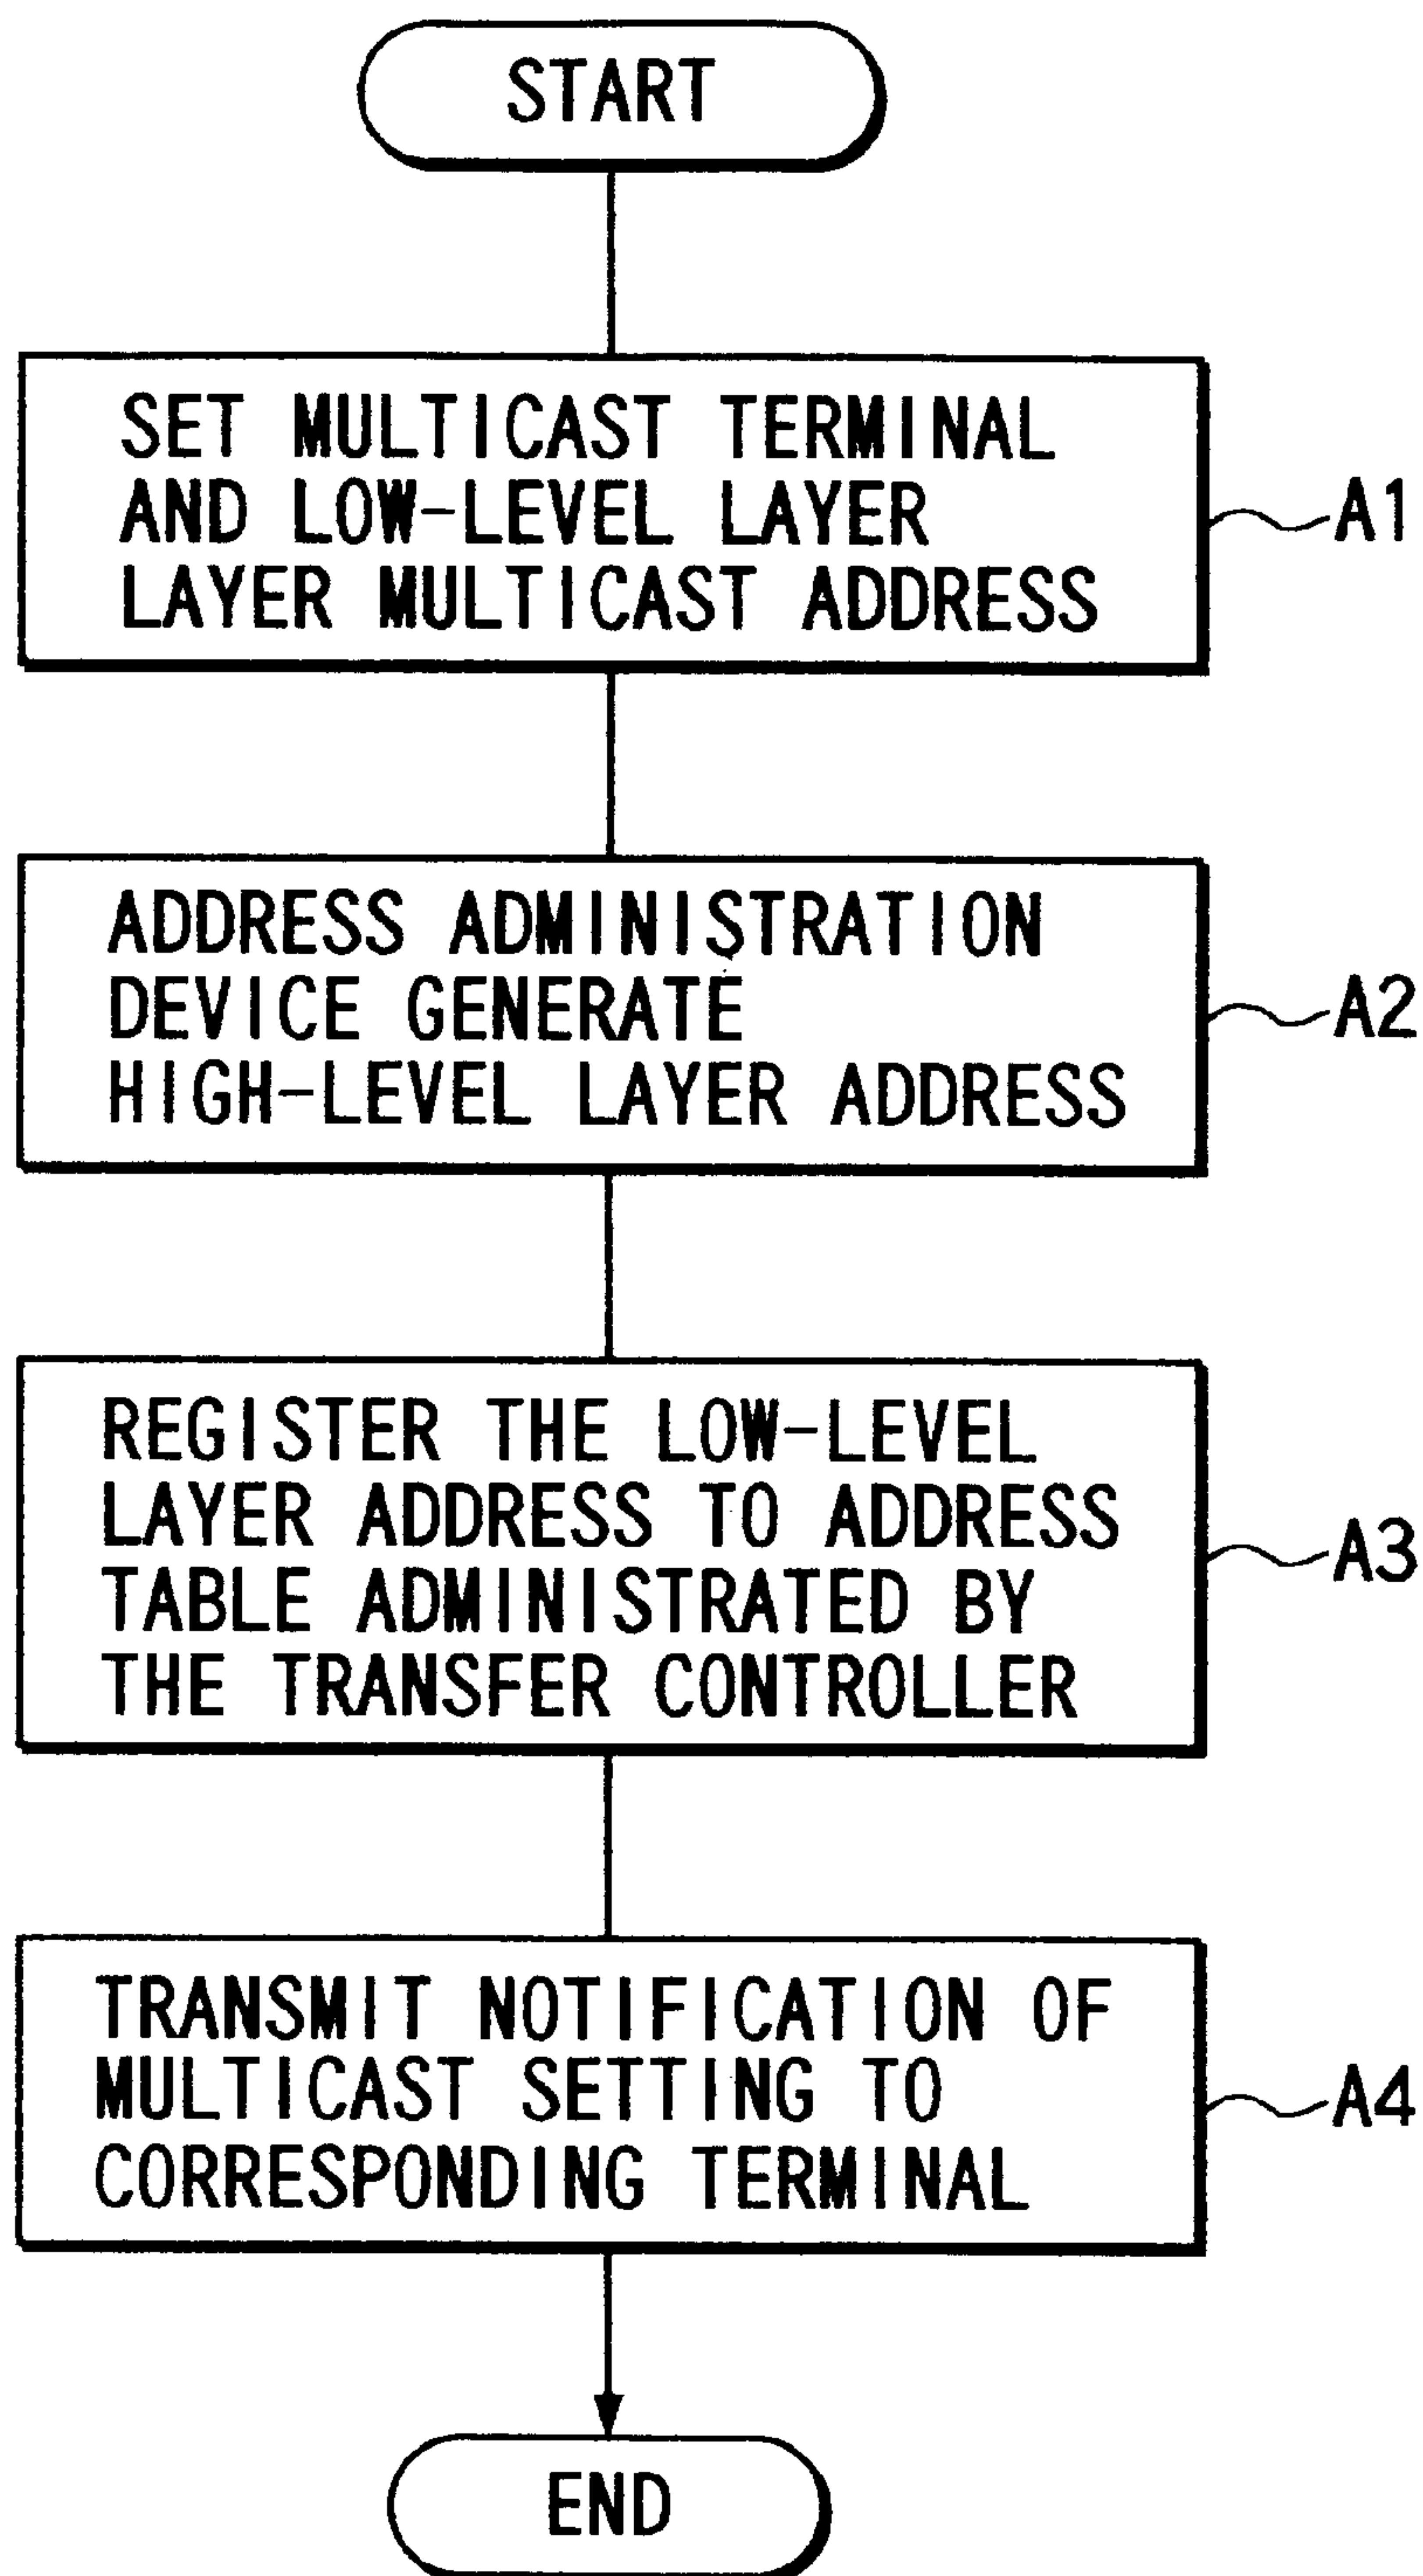 START
SET MULTICAST TERMINAL
AND LOW-LEVEL LAYER
LAYER MULTICAST ADDRESS
A1
ADDRESS ADMINISTRATION
DEVICE GENERATE
HIGH-LEVEL LAYER ADDRESS
A2
REGISTER THE LOW-LEVEL
LAYER ADDRESS TO ADDRESS
TABLE ADMINISTRATED BY
THE TRANSFER CONTROLLER
A3
TRANSMIT NOTIFICATION OF
MULTICAST SETTING TO
CORRESPONDING TERMINAL
A4
END